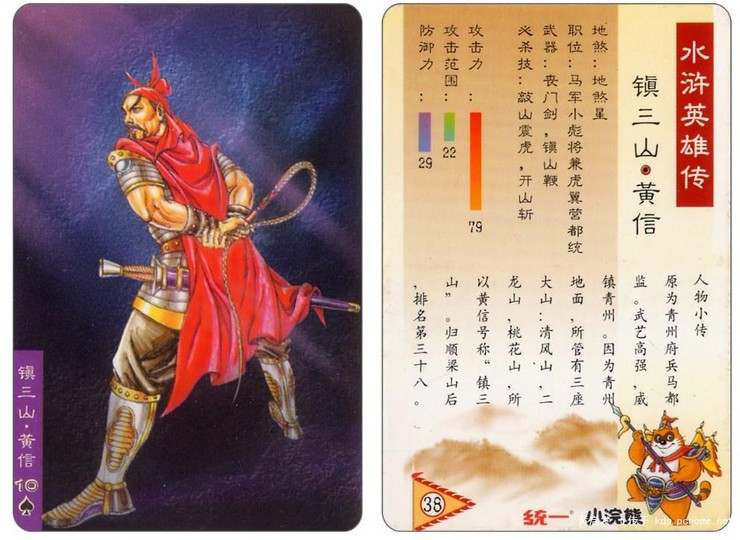 镇三山·黄信
10
水浒英雄传
镇三山·黄信
地煞：地煞星
职位：马军小彪将兼虎翼营都统
武器：丧门剑，镇山鞭
必杀技：敲山震虎，开山斩
攻击力：79
攻击范围：22
防御力：29
人物小传
原为青州府兵马都
监。武艺高强，威
镇青州。因为青州
地面，所管有三座
大山：清风山，二
龙山，桃花山，所
以黄信号称“镇三
山”。归顺梁山后
，排名第三十八。
38
统一 小浣熊